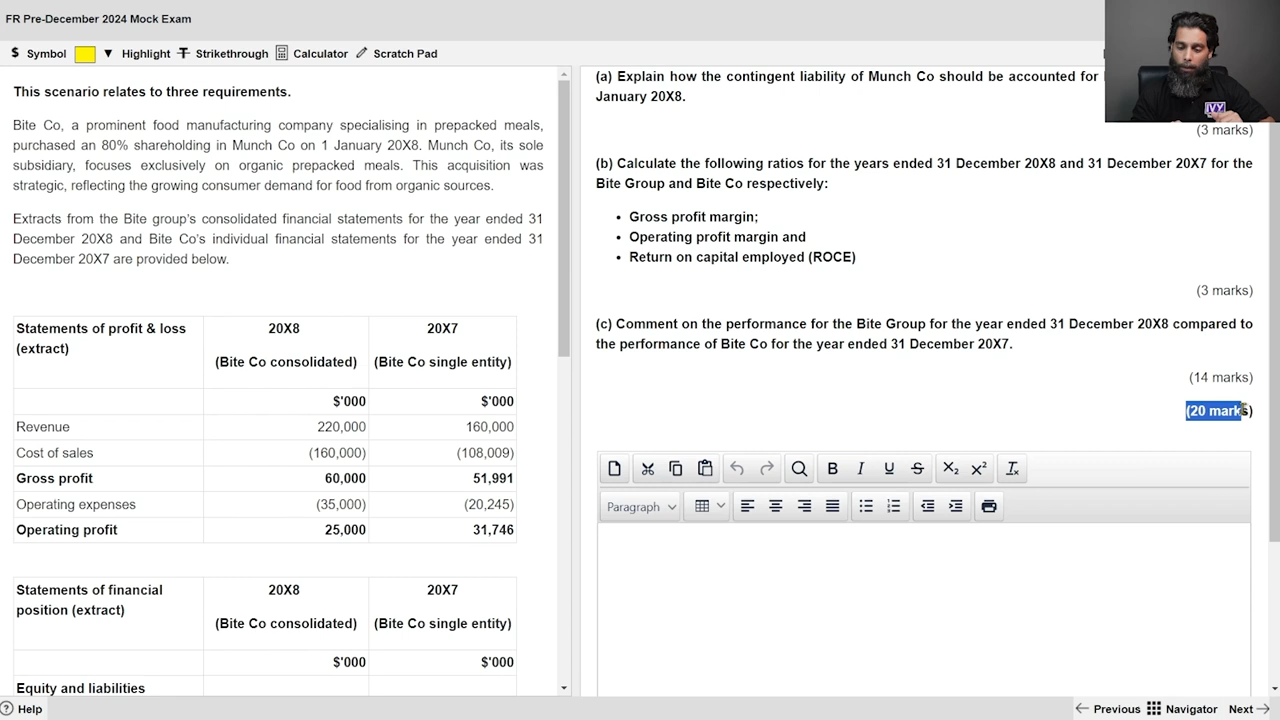 FR Pre-December 2024 Mock Exam
$ Symbol Highlight Strikethrough Calculator Scratch Pad
This scenario relates to three requirements.
Bite Co, a prominent food manufacturing company specialising in prepacked meals,
purchased an 80% shareholding in Munch Co on 1 January 20X8. Munch Co, its sole
subsidiary, focuses exclusively on organic prepacked meals. This acquisition was
strategic, reflecting the growing consumer demand for food from organic sources.
Extracts from the Bite group's consolidated financial statements for the year ended 31
December 20X8 and Bite Co's individual financial statements for the year ended 31
December 20X7 are provided below.
Statements of profit & loss 20X8 20X7
(extract) (Bite Co consolidated) (Bite Co single entity)
$'000 $'000
Revenue 220,000 160,000
Cost of sales (160,000) (108,009)
Gross profit 60,000 51,991
Operating expenses (35,000) (20,245)
Operating profit 25,000 31,746
Statements of financial 20X8 20X7
position (extract) (Bite Co consolidated) (Bite Co single entity)
$'000 $'000
Equity and liabilities
(a) Explain how the contingent liability of Munch Co should be accounted for
January 20X8.
IVY
(3 marks)
(b) Calculate the following ratios for the years ended 31 December 20X8 and 31 December 20X7 for the
Bite Group and Bite Co respectively:
• Gross profit margin;
• Operating profit margin and
• Return on capital employed (ROCE)
(3 marks)
(c) Comment on the performance for the Bite Group for the year ended 31 December 20X8 compared to
the performance of Bite Co for the year ended 31 December 20X7.
(14 marks)
(20 marks)
B I U S X₂ X² Tx
Paragraph
Help
Previous Navigator Next